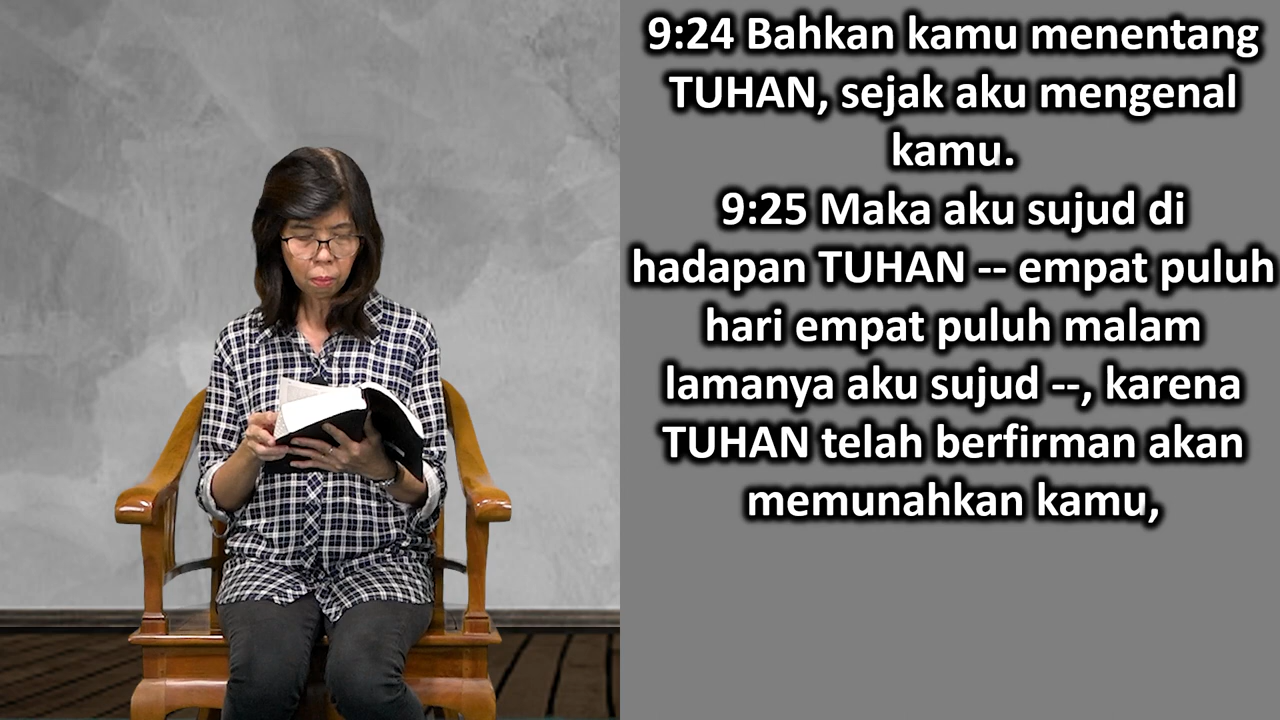 9:24 Bahkan kamu menentang
TUHAN, sejak aku mengenal
kamu.
9:25 Maka aku sujud di
hadapan TUHAN -- empat puluh
hari empat puluh malam
lamanya aku sujud --, karena
TUHAN telah berfirman akan
memunahkan kamu,